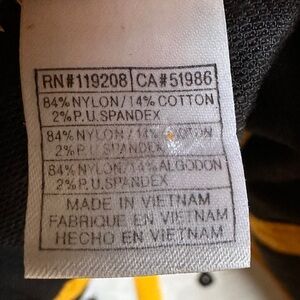 RN#119208 CA#51986
84% NYLON/14% COTTON
2% P.U.SPANDEX
84% NYLON/14%
2% P.U.SPANDEX
84% NYLON/14% ALGODON
2% P.U.SPANDEX
MADE IN VIETNAM
FABRIQUE EN VIETNAM
HECHO EN VIETNAM